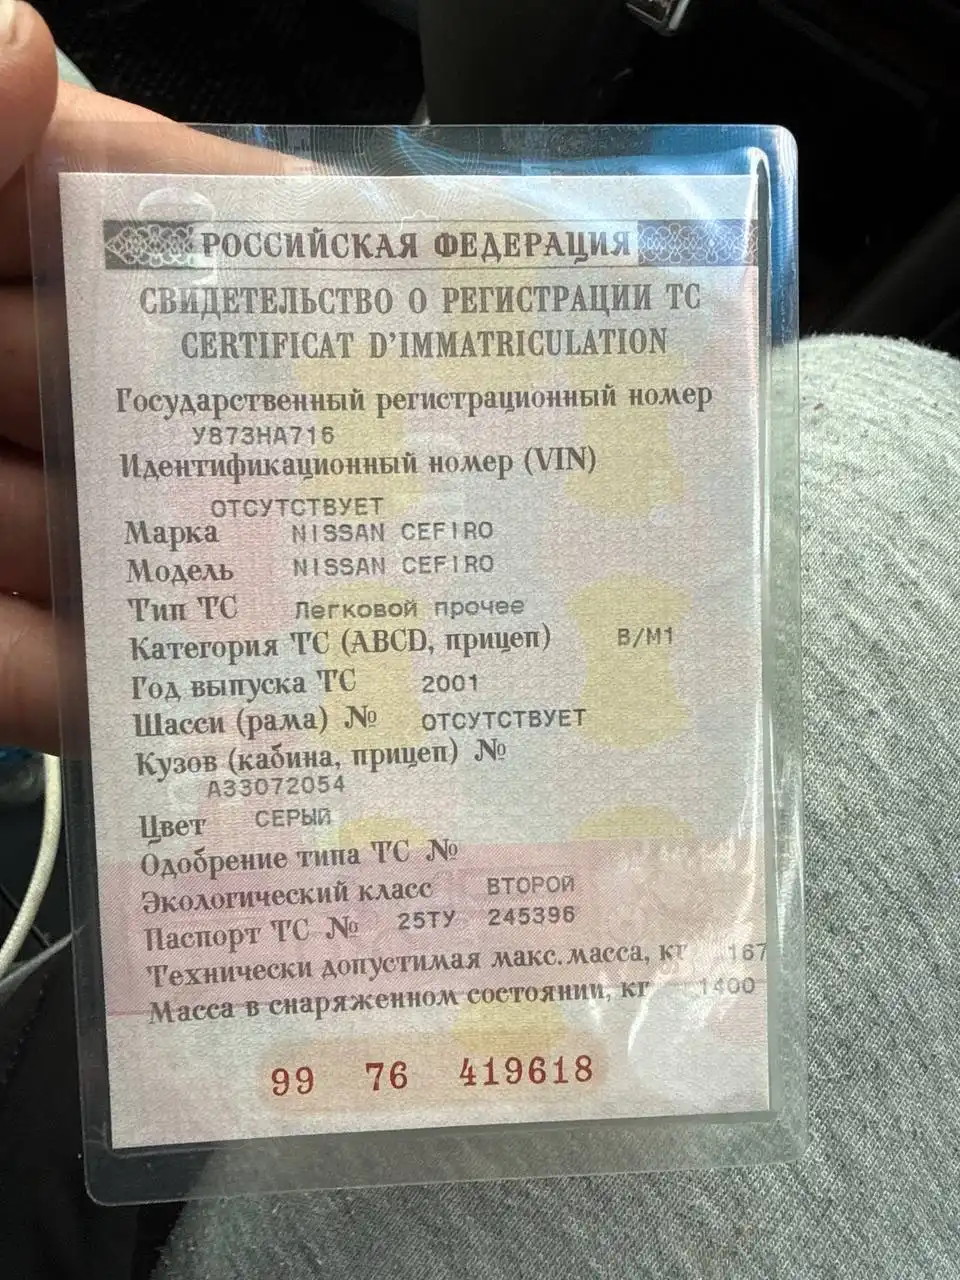 РОССИЙСКАЯ ФЕДЕРАЦИЯ
СВИДЕТЕЛЬСТВО О РЕГИСТРАЦИИ ТС
CERTIFICAT D'IMMATRICULATION
Государственный регистрационный номер
У873НА716
Идентификационный номер (VIN)
ОТСУТСТВУЕТ
Марка NISSAN CEFIRO
Модель NISSAN CEFIRO
Тип ТС Легковой прочее
Категория ТС (ABCD, прицеп) B/M1
Год выпуска ТС 2001
Шасси (рама) № ОТСУТСТВУЕТ
Кузов (кабина, прицеп) №
А33072054
Цвет СЕРЫЙ
Одобрение типа ТС №
Экологический класс ВТОРОЙ
Паспорт ТС № 25ТУ 245396
Технически допустимая макс. масса, кг 167
Масса в снаряженном состоянии, кг 1400
99 76 419618